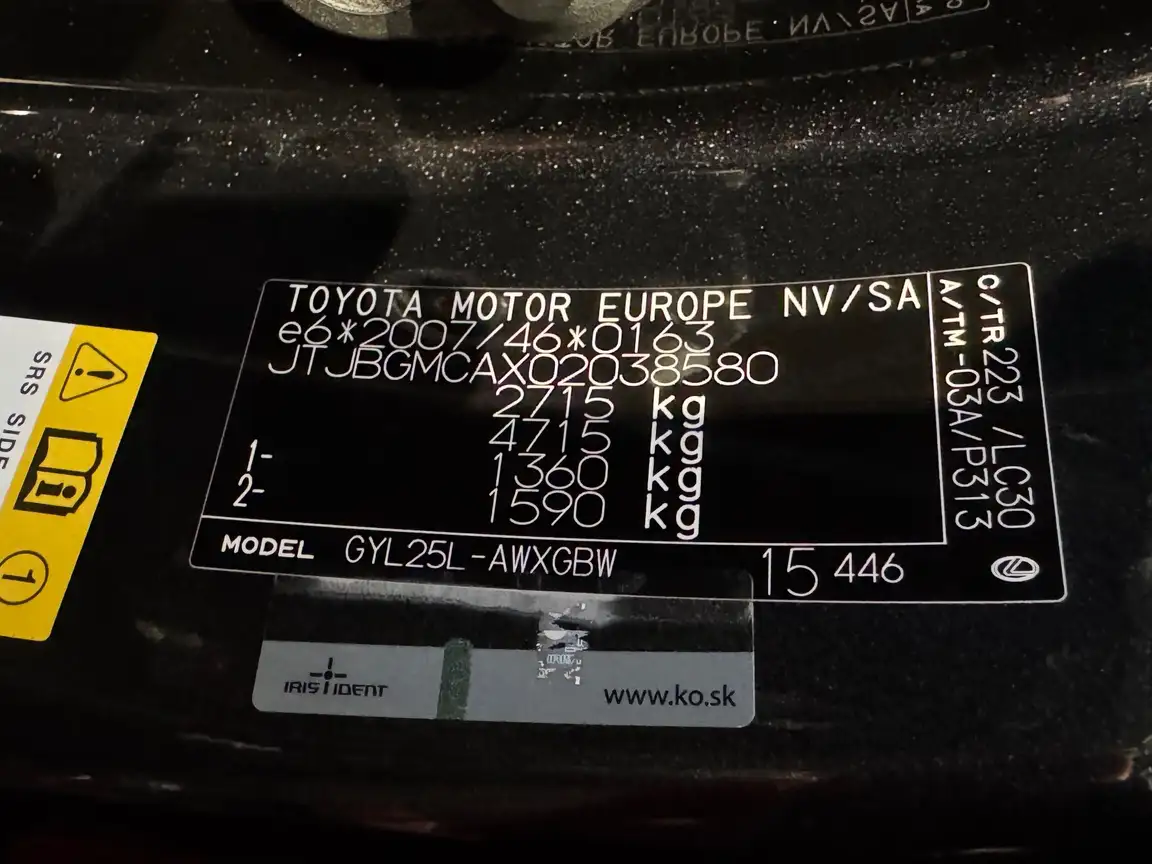 OR EUROPE NV/SA
TOYOTA MOTOR EUROPE NV/SA
e6*2007/46*0163
JTJBGMCAX02038580
2715 kg
4715 kg
1- 1360 kg
2- 1590 kg
C/TR 223 /LC30
A/TM-03A/P313
MODEL GYL25L-AWXGBW
15 446
SRS SIDE
1
IRIS IDENT
www.ko.sk